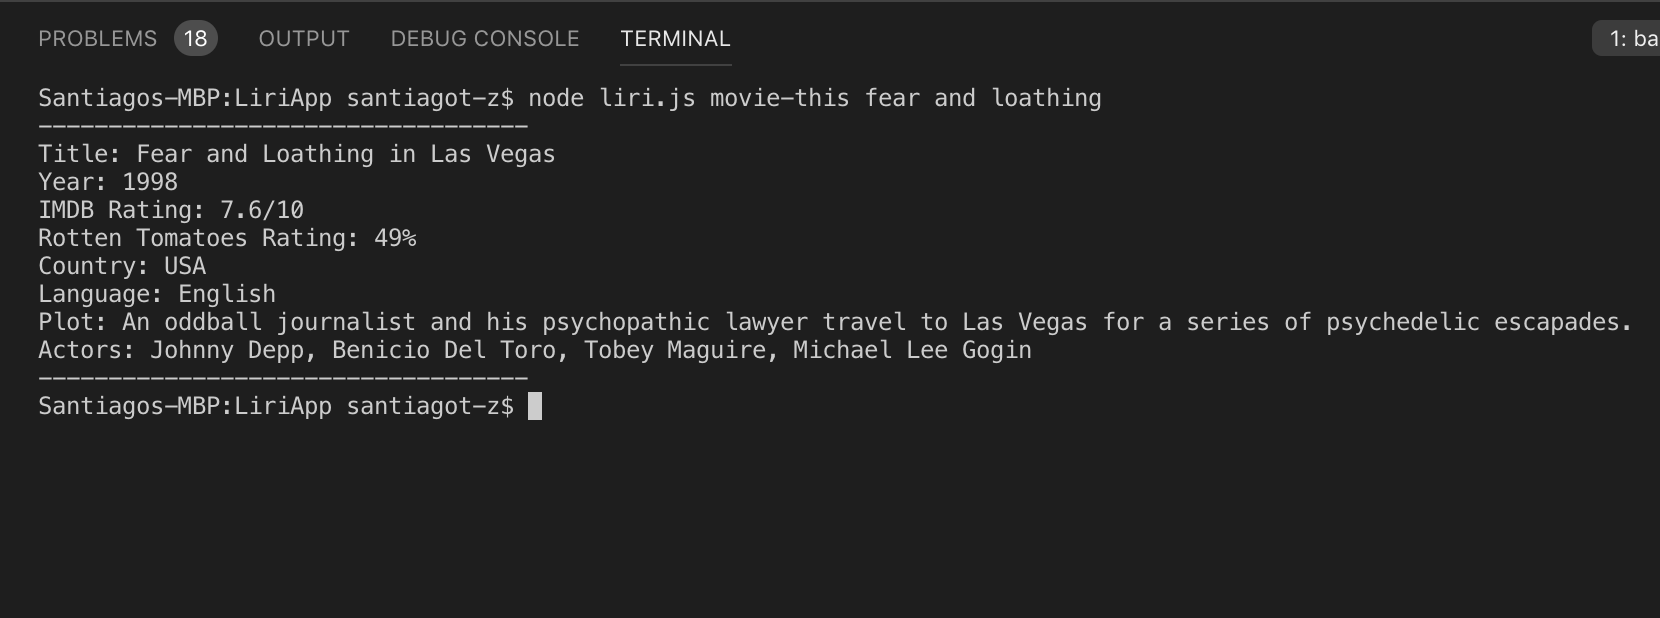 PROBLEMS 18 OUTPUT DEBUG CONSOLE TERMINAL 1: ba
Santiagos-MBP:LiriApp santiagot-z$ node liri.js movie-this fear and loathing
-----------------------------------
Title: Fear and Loathing in Las Vegas
Year: 1998
IMDB Rating: 7.6/10
Rotten Tomatoes Rating: 49%
Country: USA
Language: English
Plot: An oddball journalist and his psychopathic lawyer travel to Las Vegas for a series of psychedelic escapades.
Actors: Johnny Depp, Benicio Del Toro, Tobey Maguire, Michael Lee Gogin
-----------------------------------
Santiagos-MBP:LiriApp santiagot-z$